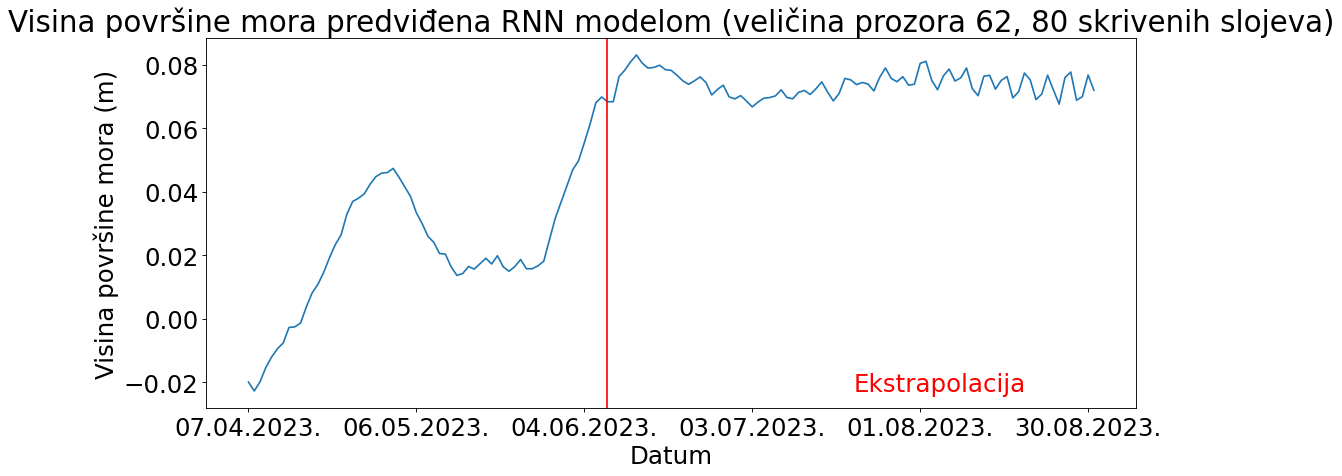 Visina površine mora predviđena RNN modelom (veličina prozora 62, 80 skrivenih slojeva)
Visina površine mora (m)
0.08
0.06
0.04
0.02
0.00
−0.02
Ekstrapolacija
07.04.2023. 06.05.2023. 04.06.2023. 03.07.2023. 01.08.2023. 30.08.2023.
Datum